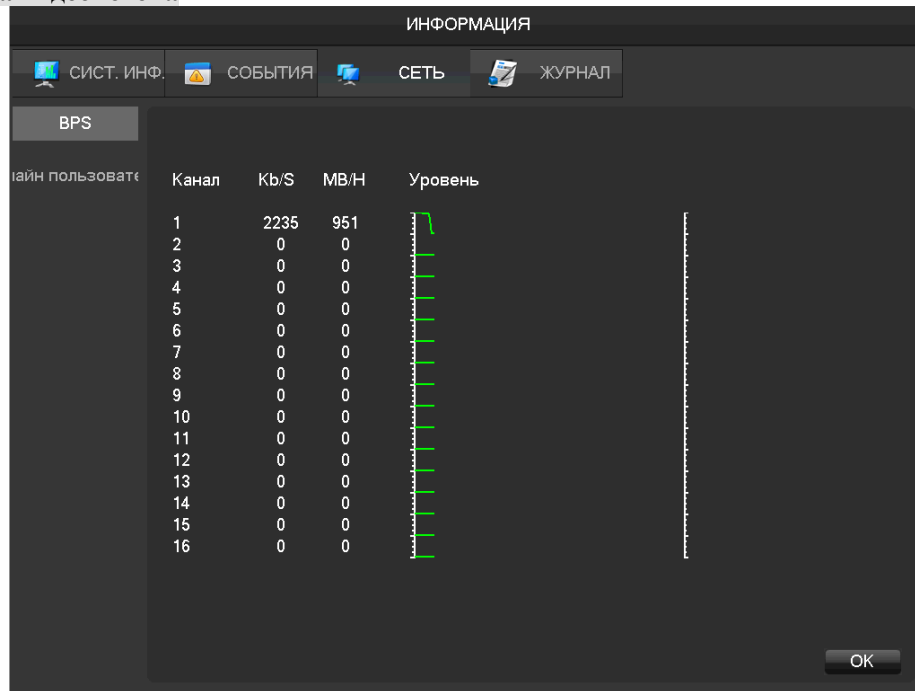 ИНФОРМАЦИЯ
СИСТ. ИНФ. СОБЫТИЯ СЕТЬ ЖУРНАЛ
BPS
лайн пользовате
Канал Kb/S MB/H Уровень
1 2235 951
2 0 0
3 0 0
4 0 0
5 0 0
6 0 0
7 0 0
8 0 0
9 0 0
10 0 0
11 0 0
12 0 0
13 0 0
14 0 0
15 0 0
16 0 0
OK